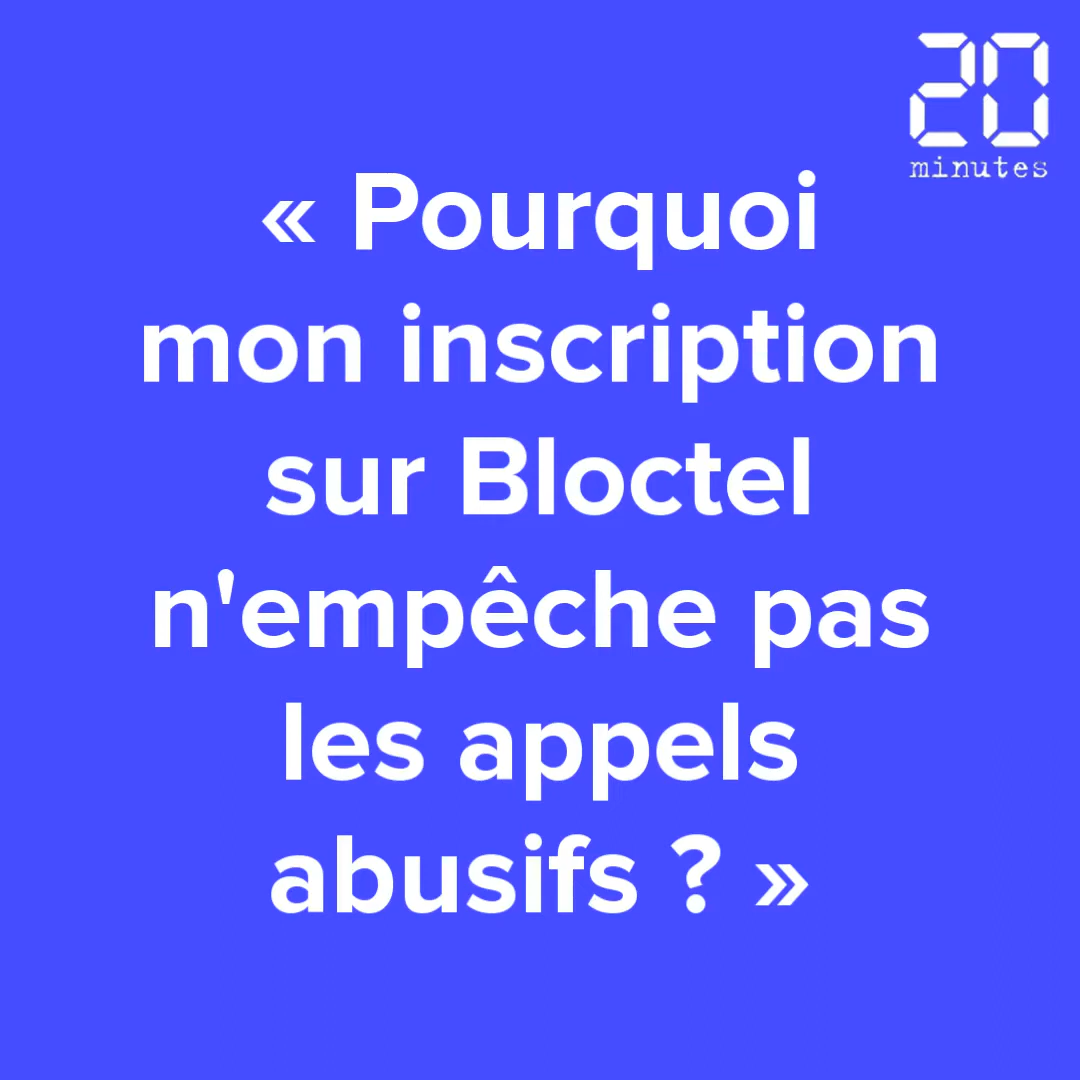 20
minutes
« Pourquoi
mon inscription
sur Bloctel
n'empêche pas
les appels
abusifs ? »